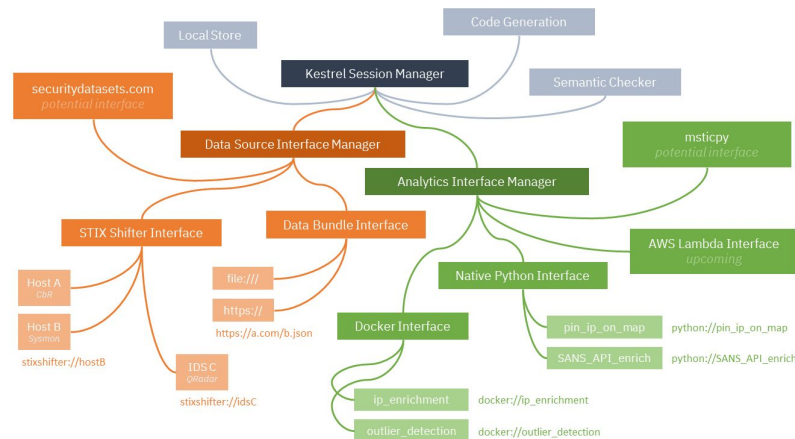 Code Generation
Local Store
Kestrel Session Manager
Semantic Checker
securitydatasets.com
potential interface
Data Source Interface Manager
msticpy
potential interface
Analytics Interface Manager
STIX Shifter Interface
Data Bundle Interface
AWS Lambda Interface
upcoming
Native Python Interface
Host A
CbR
file:///
https://
https://a.com/b.json
Host B
Sysmon
stixshifter://hostB
Docker Interface
pin_ip_on_map
python://pin_ip_on_map
SANS_API_enrich
python://SANS_API_enrich
IDS C
QRadar
stixshifter://idsC
ip_enrichment
docker://ip_enrichment
outlier_detection
docker://outlier_detection